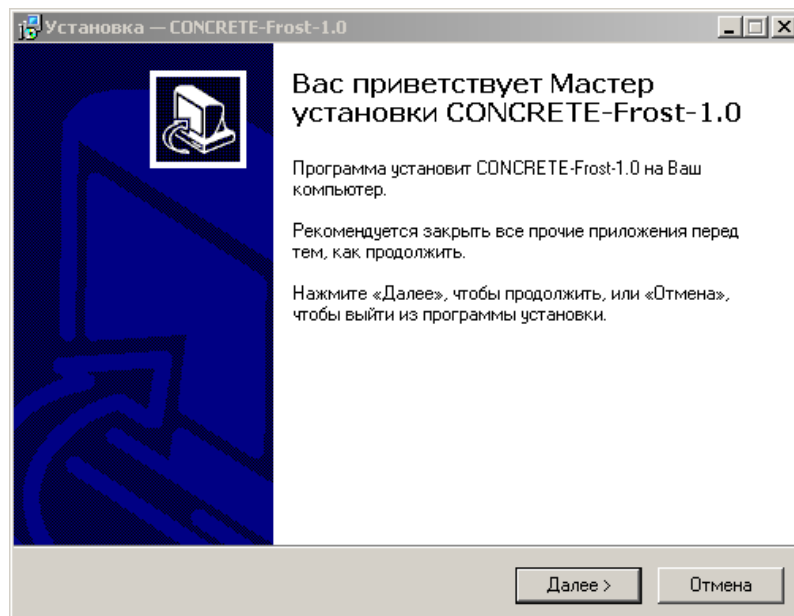 Установка — CONCRETE-Frost-1.0
Вас приветствует Мастер
установки CONCRETE-Frost-1.0
Программа установит CONCRETE-Frost-1.0 на Ваш
компьютер.
Рекомендуется закрыть все прочие приложения перед
тем, как продолжить.
Нажмите «Далее», чтобы продолжить, или «Отмена»,
чтобы выйти из программы установки.
Далее >
Отмена